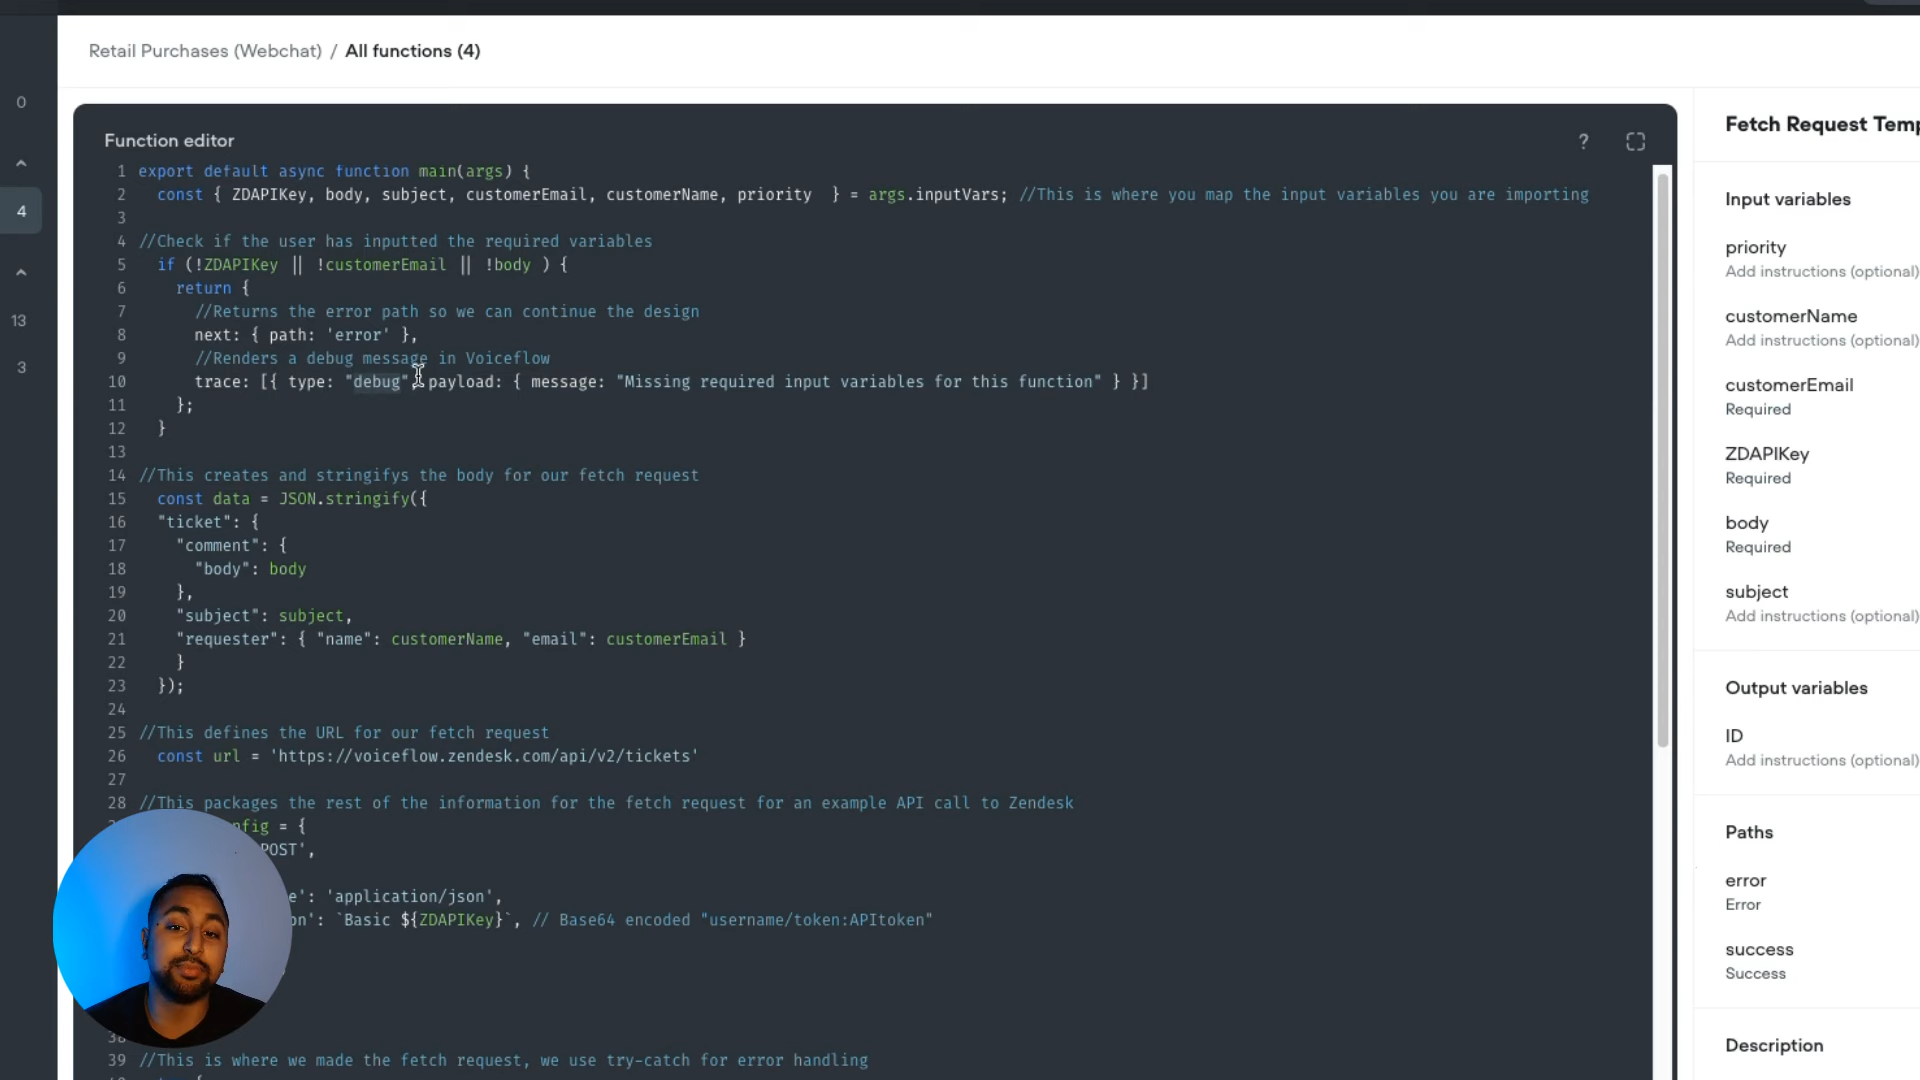 Retail Purchases (Webchat) / All functions (4)
0
4
13
3
Function editor
?
1 export default async function main(args) {
2 const { ZDAPIKey, body, subject, customerEmail, customerName, priority } = args.inputVars; //This is where you map the input variables you are importing
3
4 //Check if the user has inputted the required variables
5 if (!ZDAPIKey || !customerEmail || !body ) {
6 return {
7 //Returns the error path so we can continue the design
8 next: { path: 'error' },
9 //Renders a debug message in Voiceflow
10 trace: [{ type: "debug", payload: { message: "Missing required input variables for this function" } }]
11 };
12 }
13
14 //This creates and stringifys the body for our fetch request
15 const data = JSON.stringify({
16 "ticket": {
17 "comment": {
18 "body": body
19 },
20 "subject": subject,
21 "requester": { "name": customerName, "email": customerEmail }
22 }
23 });
24
25 //This defines the URL for our fetch request
26 const url = 'https://voiceflow.zendesk.com/api/v2/tickets'
27
28 //This packages the rest of the information for the fetch request for an example API call to Zendesk
nfig = {
POST',
e': 'application/json',
on': `Basic ${ZDAPIKey}`, // Base64 encoded "username/token:APItoken"
38
39 //This is where we made the fetch request, we use try-catch for error handling
Fetch Request Temp
Input variables
priority
Add instructions (optional)
customerName
Add instructions (optional)
customerEmail
Required
ZDAPIKey
Required
body
Required
subject
Add instructions (optional)
Output variables
ID
Add instructions (optional)
Paths
error
Error
success
Success
Description